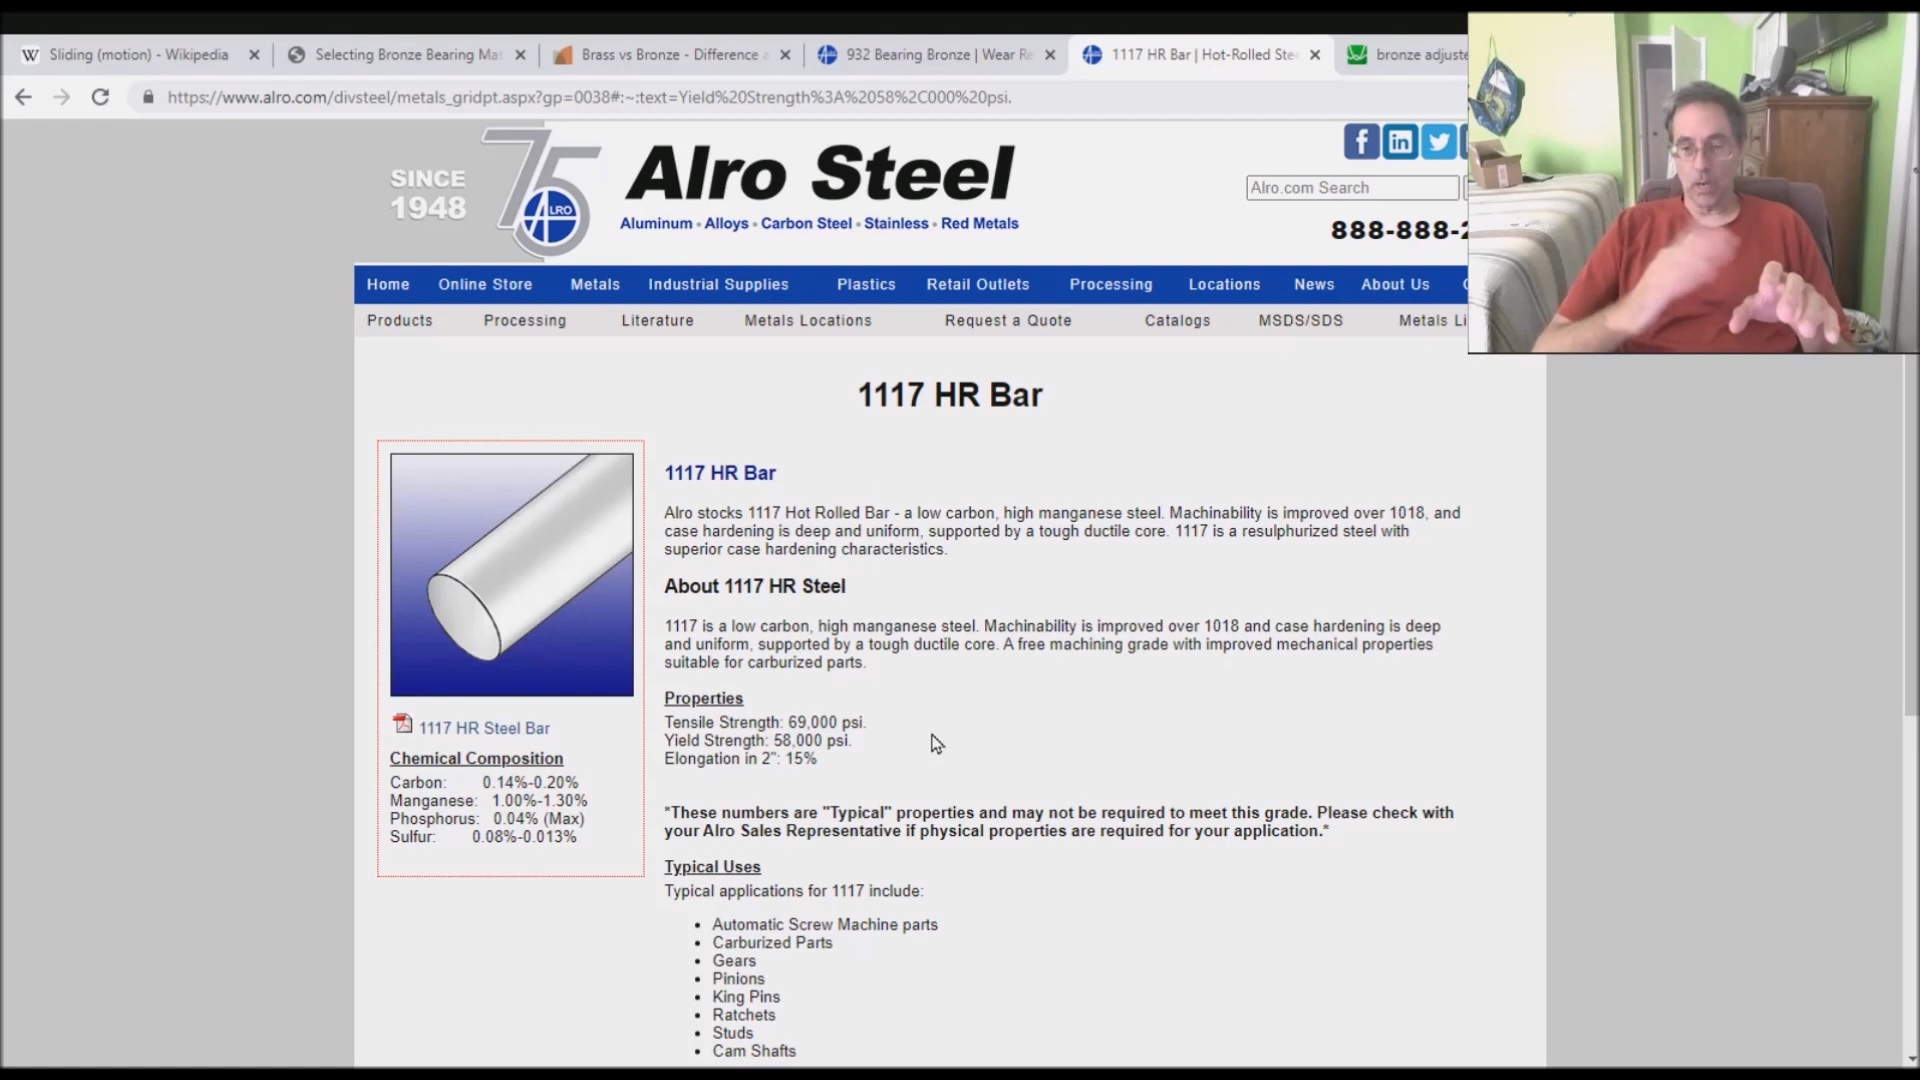 Sliding (motion) - Wikipedia
Selecting Bronze Bearing Mat
Brass vs Bronze - Difference a
932 Bearing Bronze | Wear Re
1117 HR Bar | Hot-Rolled Stee
bronze adjuste
https://www.alro.com/divsteel/metals_gridpt.aspx?gp=0038#:~:text=Yield%20Strength%3A%2058%2C000%20psi.
SINCE
1948
75
ALRO
Alro Steel
Aluminum • Alloys • Carbon Steel • Stainless • Red Metals
Alro.com Search
888-888-2
Home Online Store Metals Industrial Supplies Plastics Retail Outlets Processing Locations News About Us
Products Processing Literature Metals Locations Request a Quote Catalogs MSDS/SDS Metals Li
1117 HR Bar
1117 HR Bar
Alro stocks 1117 Hot Rolled Bar - a low carbon, high manganese steel. Machinability is improved over 1018, and
case hardening is deep and uniform, supported by a tough ductile core. 1117 is a resulphurized steel with
superior case hardening characteristics.
About 1117 HR Steel
1117 is a low carbon, high manganese steel. Machinability is improved over 1018 and case hardening is deep
and uniform, supported by a tough ductile core. A free machining grade with improved mechanical properties
suitable for carburized parts.
Properties
Tensile Strength: 69,000 psi.
Yield Strength: 58,000 psi.
Elongation in 2": 15%
*These numbers are "Typical" properties and may not be required to meet this grade. Please check with
your Alro Sales Representative if physical properties are required for your application.*
Typical Uses
Typical applications for 1117 include:
• Automatic Screw Machine parts
• Carburized Parts
• Gears
• Pinions
• King Pins
• Ratchets
• Studs
• Cam Shafts
1117 HR Steel Bar
Chemical Composition
Carbon: 0.14%-0.20%
Manganese: 1.00%-1.30%
Phosphorus: 0.04% (Max)
Sulfur: 0.08%-0.013%